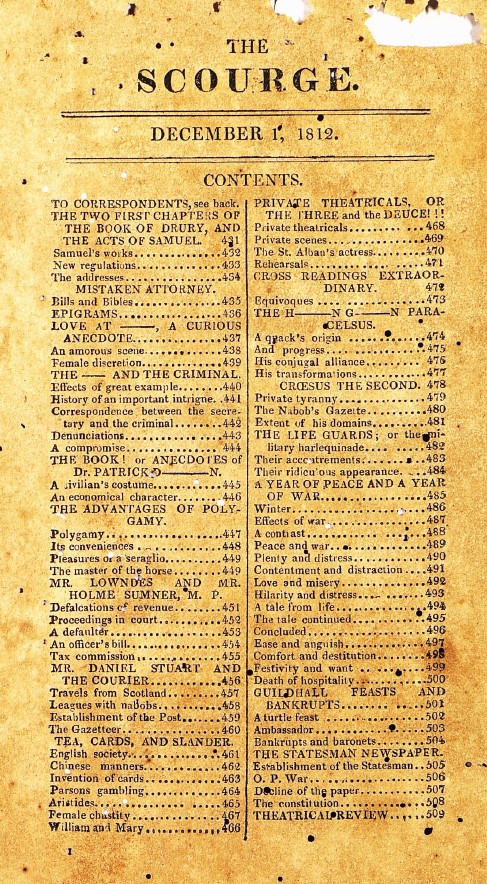 THE
SCOURGE.
DECEMBER 1, 1812.
CONTENTS.
TO CORRESPONDENTS, see back.
THE TWO FIRST CHAPTERS OF
THE BOOK OF DRURY, AND
THE ACTS OF SAMUEL. 431
Samuel's works 432
New regulations 433
The addresses 434
MISTAKEN ATTORNEY.
Bills and Bibles 435
EPIGRAMS 436
LOVE AT ——, A CURIOUS
ANECDOTE 437
An amorous scene 438
Female discretion 439
THE —— AND THE CRIMINAL.
Effects of great example 440
History of an important intrigue. 441
Correspondence between the secre-
tary and the criminal 442
Denunciations 443
A compromise 444
THE BOOK! or ANECDOTES of
Dr. PATRICK D———N.
A civilian's costume 445
An economical character 446
THE ADVANTAGES OF POLY-
GAMY.
Polygamy 447
Its conveniences 448
Pleasures of a seraglio 449
The master of the horse 449
MR. LOWNDES AND MR.
HOLME SUMNER, M. P.
Defalcations of revenue 451
Proceedings in court 452
A defaulter 453
An officer's bill 454
Tax commission 455
MR. DANIEL STUART AND
THE COURIER 456
Travels from Scotland 457
Leagues with nabobs 458
Establishment of the Post 459
The Gazetteer 460
TEA, CARDS, AND SLANDER.
English society 461
Chinese manners 462
Invention of cards 463
Parsons gambling 464
Aristides 465
Female chastity 467
William and Mary 466
PRIVATE THEATRICALS, OR
THE THREE and the DEUCE!!!
Private theatricals 468
Private scenes 469
The St. Alban's actress 470
Rehearsals 471
CROSS READINGS EXTRAOR-
DINARY. 472
Equivoques 473
THE H——N G——N PARA-
CELSUS.
A quack's origin 474
And progress 475
His conjugal alliance 476
His transformations 477
CRŒSUS THE SECOND. 478
Private tyranny 479
The Nabob's Gazette 480
Extent of his domains 481
THE LIFE GUARDS; or the mi-
litary harlequinade 482
Their accoutrements 483
Their ridiculous appearance. 484
A YEAR OF PEACE AND A YEAR
OF WAR 485
Winter 486
Effects of war 487
A contrast 488
Peace and war 489
Plenty and distress 490
Contentment and distraction 491
Love and misery 492
Hilarity and distress 493
A tale from life 494
The tale continued 495
Concluded 496
Ease and anguish 497
Comfort and destitution 498
Festivity and want 499
Death of hospitality 500
GUILDHALL FEASTS AND
BANKRUPTS 501
A turtle feast 502
Ambassador 503
Bankrupts and baronets 504
THE STATESMAN NEWSPAPER.
Establishment of the Statesman 505
O. P. War 506
Decline of the paper 507
The constitution 508
THEATRICAL REVIEW 509